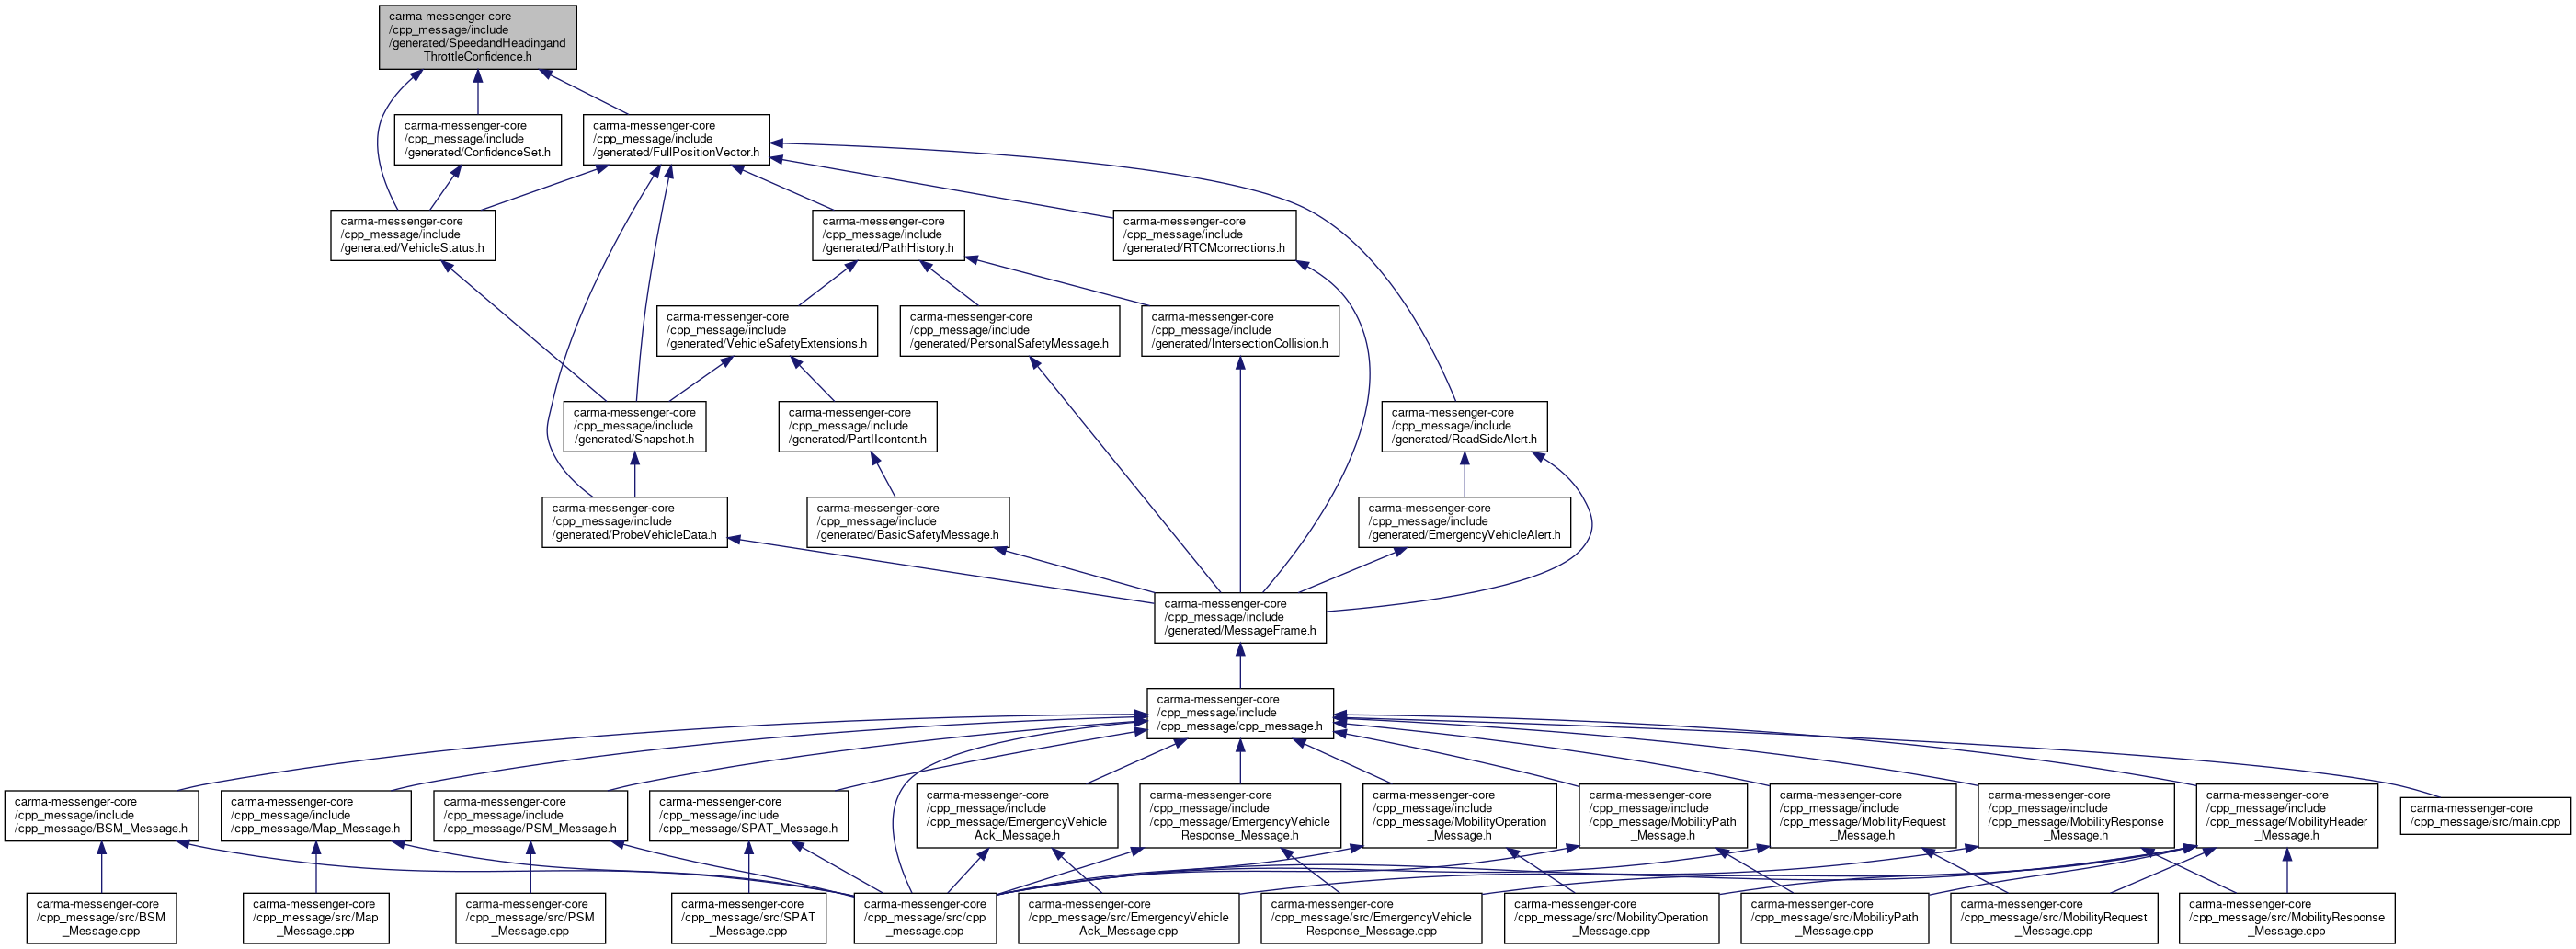 carma-messenger-core
/cpp_message/include
/generated/SpeedandHeadingand
ThrottleConfidence.h
carma-messenger-core
/cpp_message/include
/generated/ConfidenceSet.h
carma-messenger-core
/cpp_message/include
/generated/FullPositionVector.h
carma-messenger-core
/cpp_message/include
/generated/VehicleStatus.h
carma-messenger-core
/cpp_message/include
/generated/PathHistory.h
carma-messenger-core
/cpp_message/include
/generated/RTCMcorrections.h
carma-messenger-core
/cpp_message/include
/generated/VehicleSafetyExtensions.h
carma-messenger-core
/cpp_message/include
/generated/PersonalSafetyMessage.h
carma-messenger-core
/cpp_message/include
/generated/IntersectionCollision.h
carma-messenger-core
/cpp_message/include
/generated/Snapshot.h
carma-messenger-core
/cpp_message/include
/generated/PartIIcontent.h
carma-messenger-core
/cpp_message/include
/generated/RoadSideAlert.h
carma-messenger-core
/cpp_message/include
/generated/ProbeVehicleData.h
carma-messenger-core
/cpp_message/include
/generated/BasicSafetyMessage.h
carma-messenger-core
/cpp_message/include
/generated/EmergencyVehicleAlert.h
carma-messenger-core
/cpp_message/include
/generated/MessageFrame.h
carma-messenger-core
/cpp_message/include
/cpp_message/cpp_message.h
carma-messenger-core
/cpp_message/include
/cpp_message/BSM_Message.h
carma-messenger-core
/cpp_message/include
/cpp_message/Map_Message.h
carma-messenger-core
/cpp_message/include
/cpp_message/PSM_Message.h
carma-messenger-core
/cpp_message/include
/cpp_message/SPAT_Message.h
carma-messenger-core
/cpp_message/include
/cpp_message/EmergencyVehicle
Ack_Message.h
carma-messenger-core
/cpp_message/include
/cpp_message/EmergencyVehicle
Response_Message.h
carma-messenger-core
/cpp_message/include
/cpp_message/MobilityOperation
_Message.h
carma-messenger-core
/cpp_message/include
/cpp_message/MobilityPath
_Message.h
carma-messenger-core
/cpp_message/include
/cpp_message/MobilityRequest
_Message.h
carma-messenger-core
/cpp_message/include
/cpp_message/MobilityResponse
_Message.h
carma-messenger-core
/cpp_message/include
/cpp_message/MobilityHeader
_Message.h
carma-messenger-core
/cpp_message/src/main.cpp
carma-messenger-core
/cpp_message/src/BSM
_Message.cpp
carma-messenger-core
/cpp_message/src/Map
_Message.cpp
carma-messenger-core
/cpp_message/src/PSM
_Message.cpp
carma-messenger-core
/cpp_message/src/SPAT
_Message.cpp
carma-messenger-core
/cpp_message/src/cpp
_message.cpp
carma-messenger-core
/cpp_message/src/EmergencyVehicle
Ack_Message.cpp
carma-messenger-core
/cpp_message/src/EmergencyVehicle
Response_Message.cpp
carma-messenger-core
/cpp_message/src/MobilityOperation
_Message.cpp
carma-messenger-core
/cpp_message/src/MobilityPath
_Message.cpp
carma-messenger-core
/cpp_message/src/MobilityRequest
_Message.cpp
carma-messenger-core
/cpp_message/src/MobilityResponse
_Message.cpp